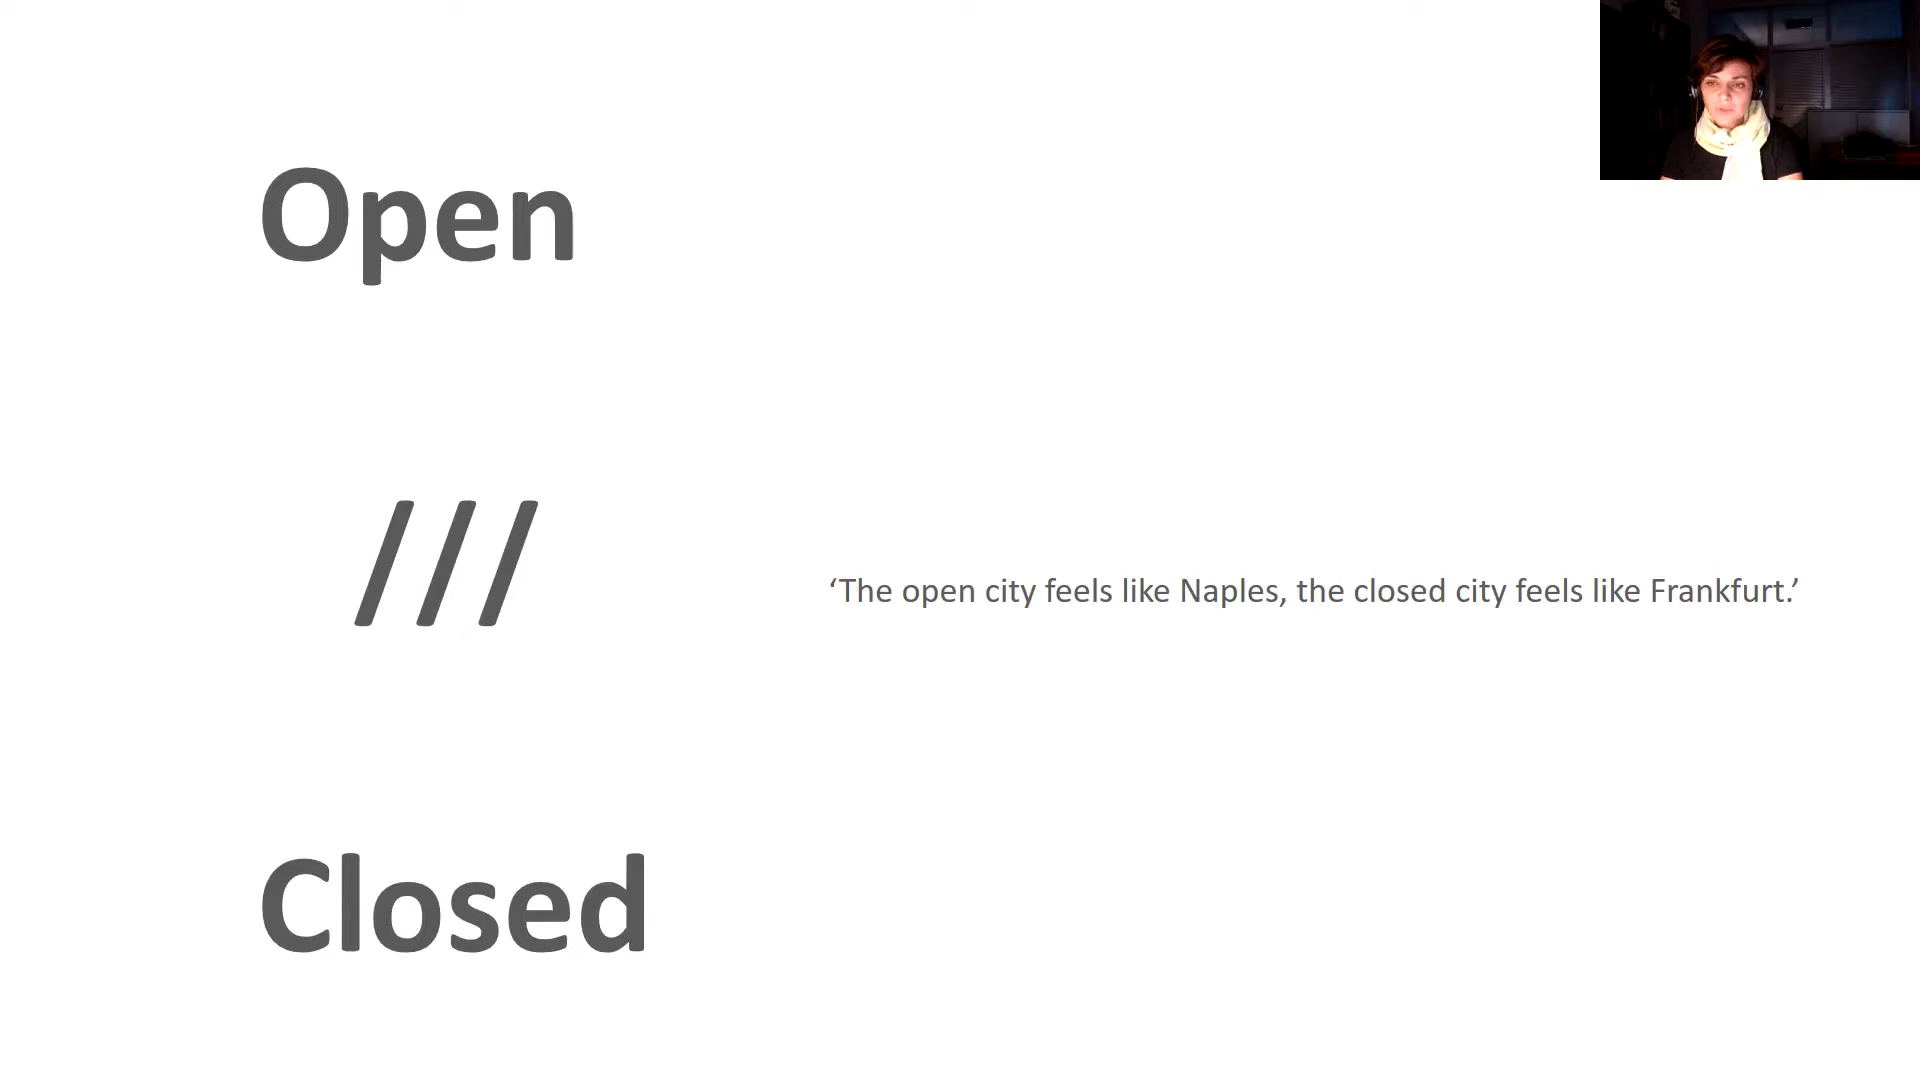 Open
///
‘The open city feels like Naples, the closed city feels like Frankfurt.’
Closed